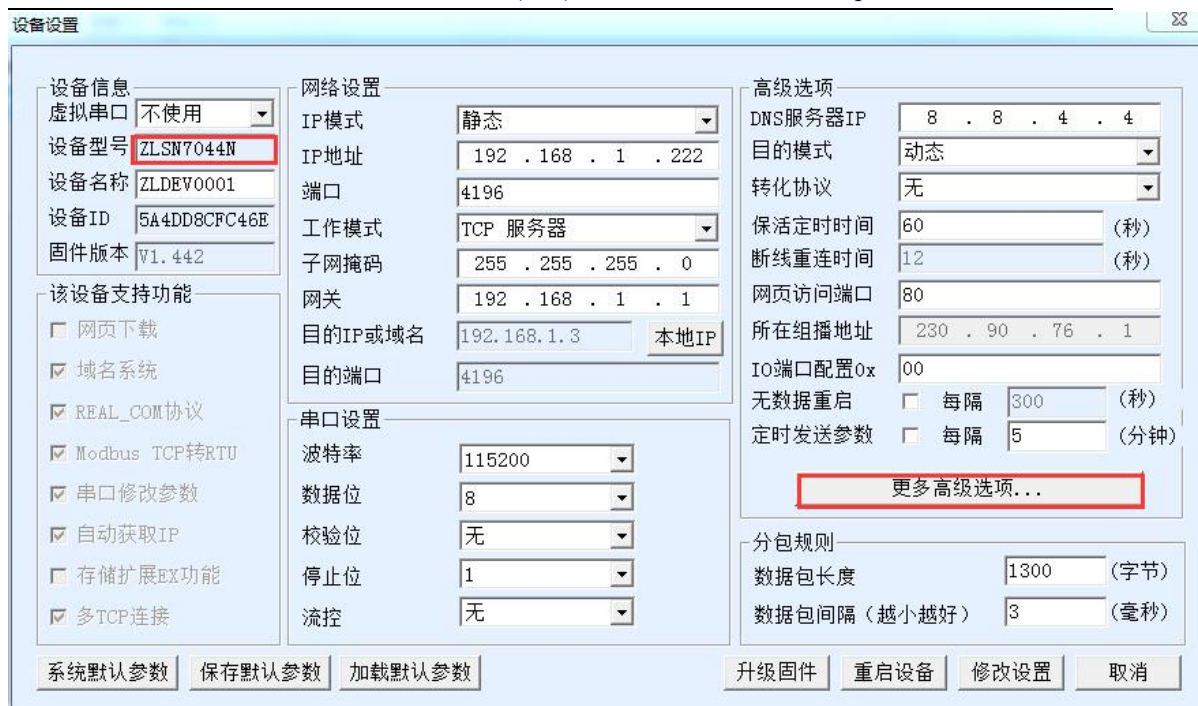 设备设置
设备信息
虚拟串口 不使用
设备型号 ZLSN7044N
设备名称 ZLDEV0001
设备ID 5A4DD8CFC46E
固件版本 V1.442
该设备支持功能
网页下载
域名系统
REAL_COM协议
Modbus TCP转RTU
串口修改参数
自动获取IP
存储扩展EX功能
多TCP连接
网络设置
IP模式 静态
IP地址 192 . 168 . 1 . 222
端口 4196
工作模式 TCP 服务器
子网掩码 255 . 255 . 255 . 0
网关 192 . 168 . 1 . 1
目的IP或域名 192.168.1.3 本地IP
目的端口 4196
串口设置
波特率 115200
数据位 8
校验位 无
停止位 1
流控 无
高级选项
DNS服务器IP 8 . 8 . 4 . 4
目的模式 动态
转化协议 无
保活定时时间 60 (秒)
断线重连时间 12 (秒)
网页访问端口 80
所在组播地址 230 . 90 . 76 . 1
IO端口配置0x 00
无数据重启 每隔 300 (秒)
定时发送参数 每隔 5 (分钟)
更多高级选项...
分包规则
数据包长度 1300 (字节)
数据包间隔（越小越好） 3 (毫秒)
系统默认参数 保存默认参数 加载默认参数 升级固件 重启设备 修改设置 取消